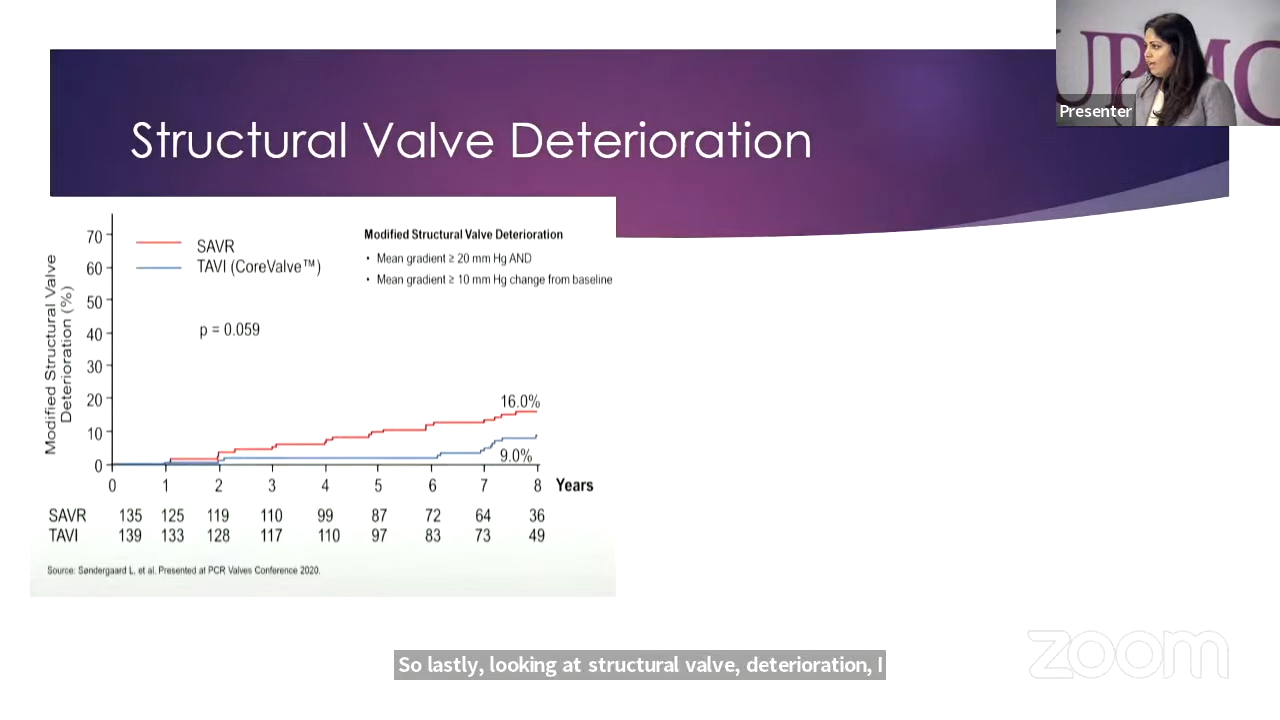 UPMC
Presenter
Structural Valve Deterioration
Modified Structural Valve
Deterioration (%)
70
60
50
40
30
20
10
0
SAVR
TAVI (CoreValve™)
p = 0.059
Modified Structural Valve Deterioration
• Mean gradient ≥ 20 mm Hg AND
• Mean gradient ≥ 10 mm Hg change from baseline
16.0%
9.0%
0 1 2 3 4 5 6 7 8 Years
SAVR 135 125 119 110 99 87 72 64 36
TAVI 139 133 128 117 110 97 83 73 49
Source: Søndergaard L. et al. Presented at PCR Valves Conference 2020.
So lastly, looking at structural valve, deterioration, I
zoom